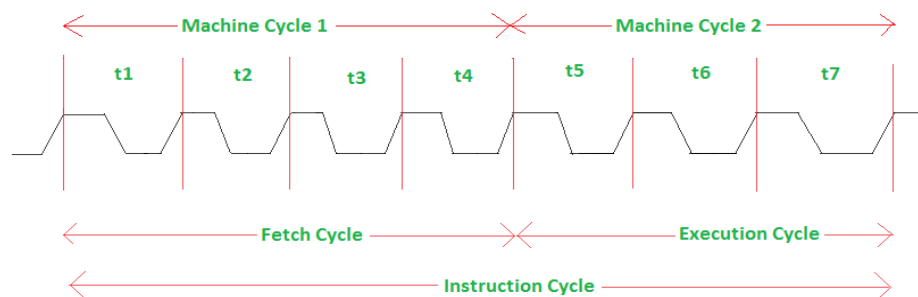 Machine Cycle 1 Machine Cycle 2
t1 t2 t3 t4 t5 t6 t7
Fetch Cycle Execution Cycle
Instruction Cycle